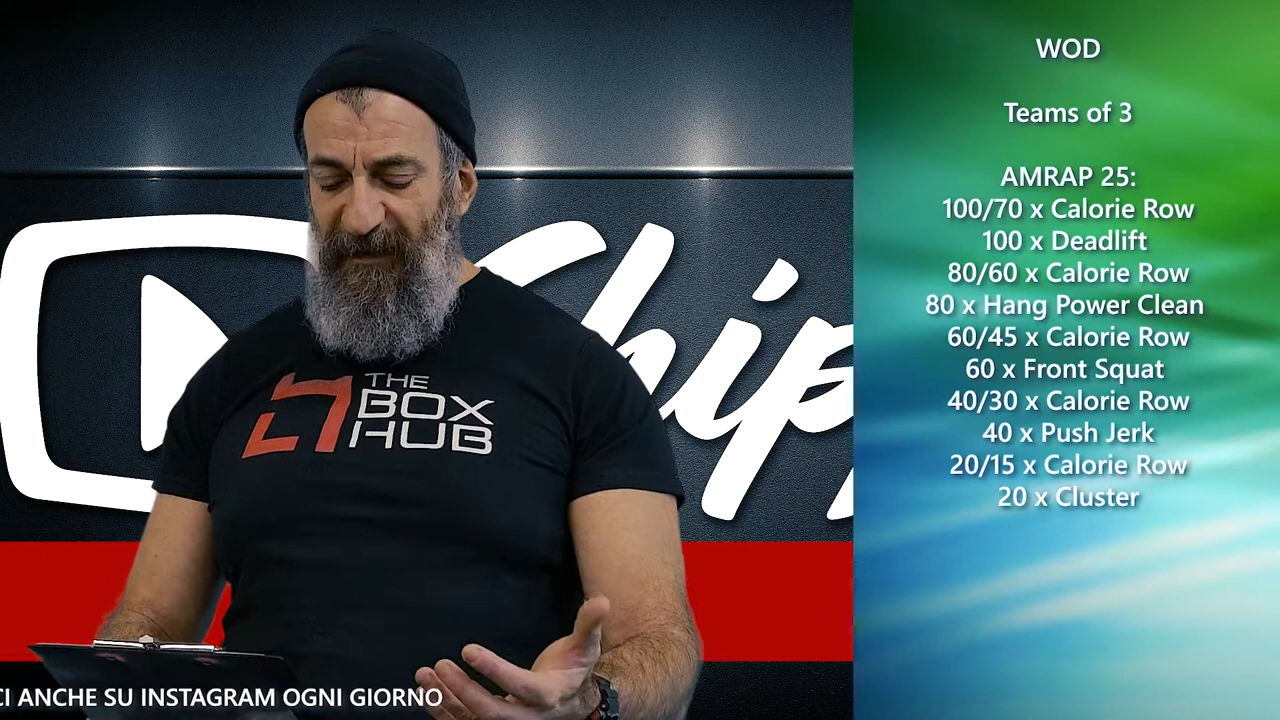 WOD
Teams of 3
AMRAP 25:
100/70 x Calorie Row
100 x Deadlift
80/60 x Calorie Row
80 x Hang Power Clean
60/45 x Calorie Row
60 x Front Squat
40/30 x Calorie Row
40 x Push Jerk
20/15 x Calorie Row
20 x Cluster
THE
BOX
HUB
CI ANCHE SU INSTAGRAM OGNI GIORNO